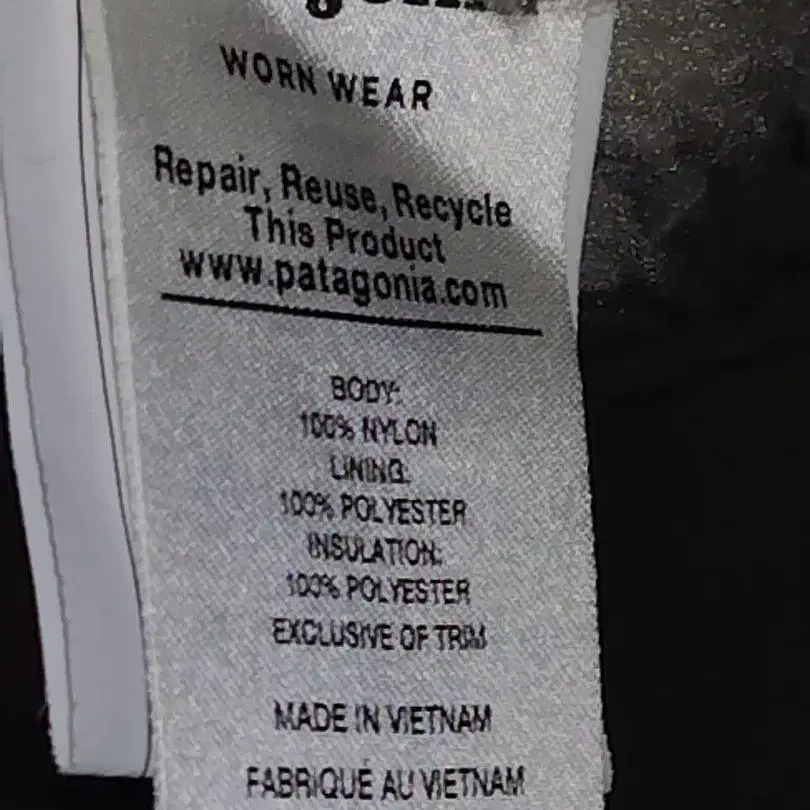 WORN WEAR
Repair, Reuse, Recycle
This Product
www.patagonia.com
BODY:
100% NYLON
LINING:
100% POLYESTER
INSULATION:
100% POLYESTER
EXCLUSIVE OF TRIM
MADE IN VIETNAM
FABRIQUÉ AU VIETNAM